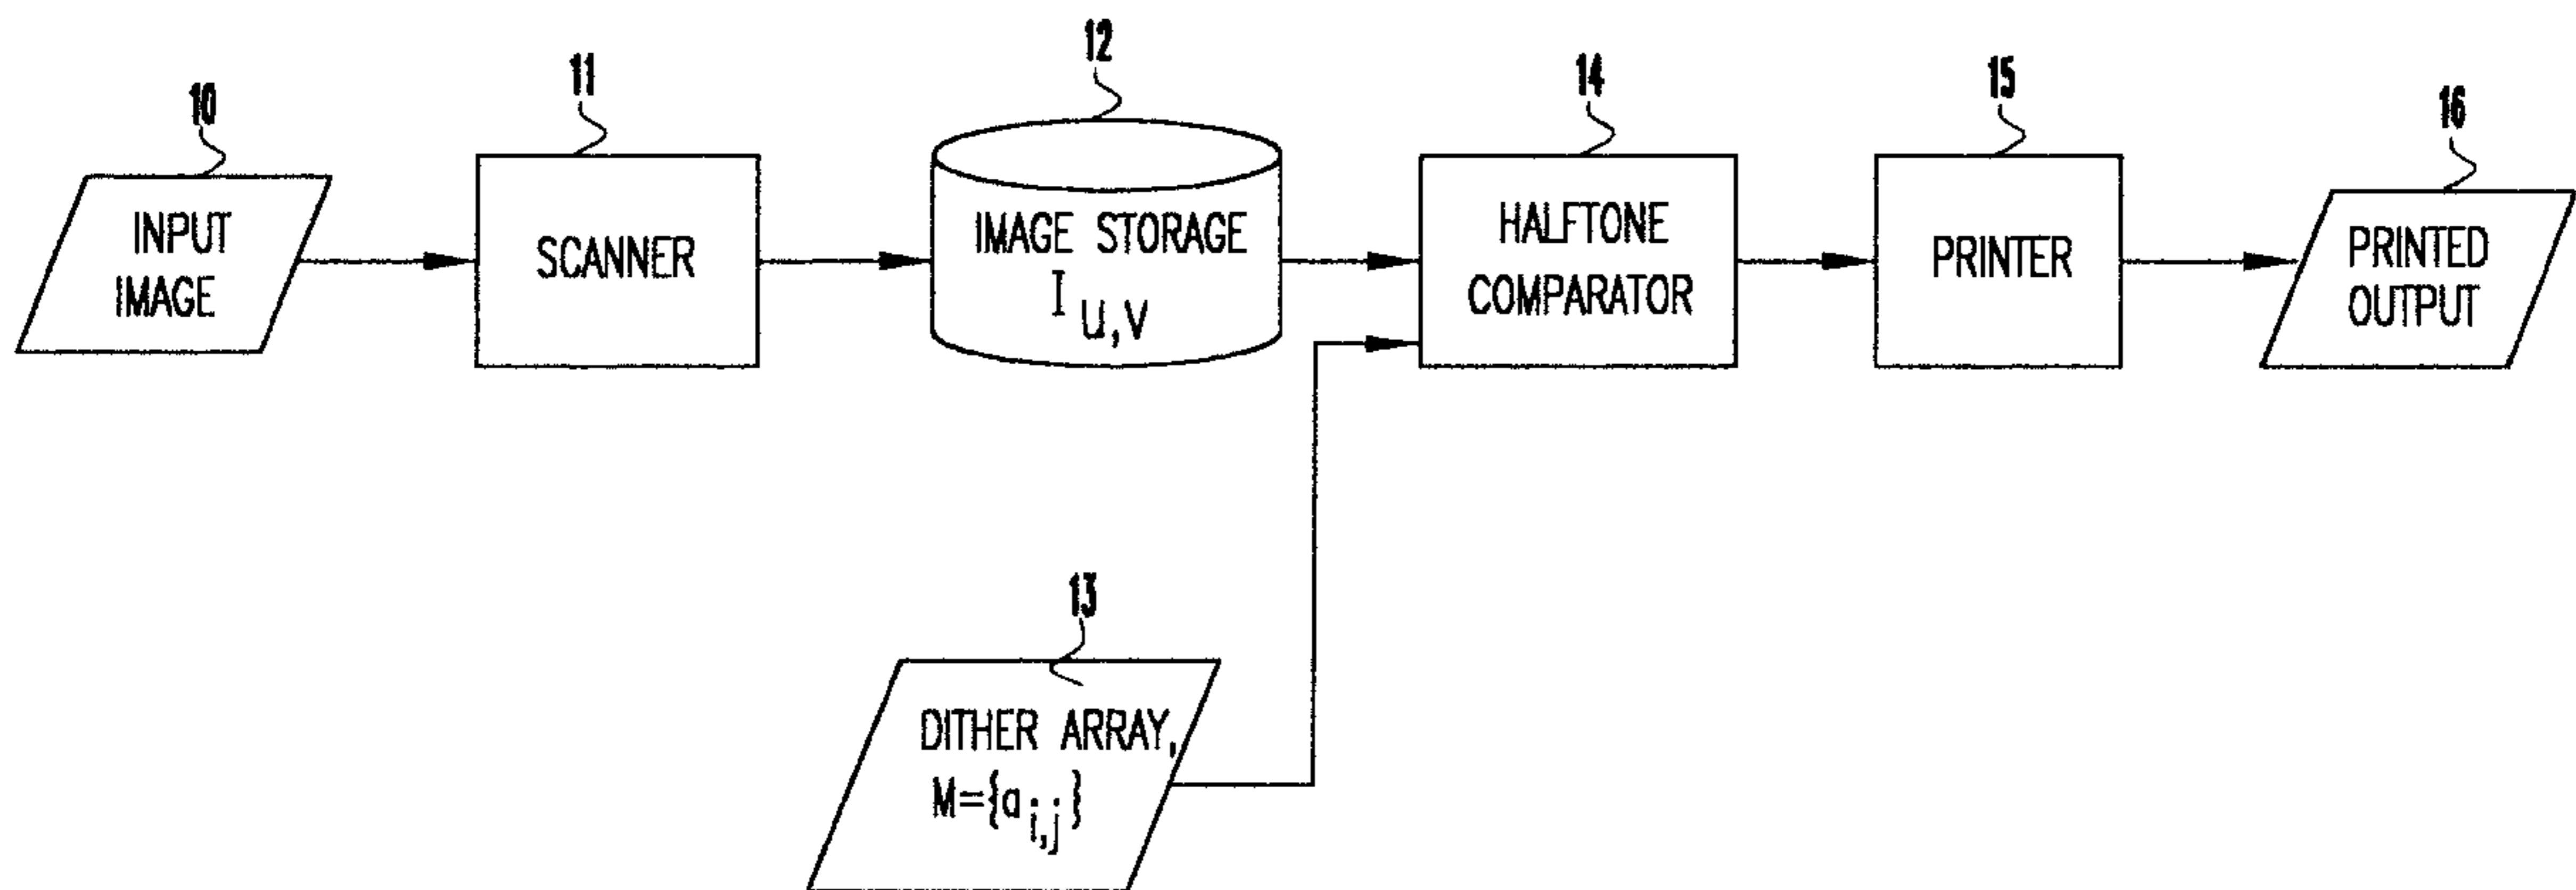 10
INPUT
IMAGE
11
SCANNER
12
IMAGE STORAGE
I u,v
14
HALFTONE
COMPARATOR
15
PRINTER
16
PRINTED
OUTPUT
13
DITHER ARRAY,
M={a i,j}